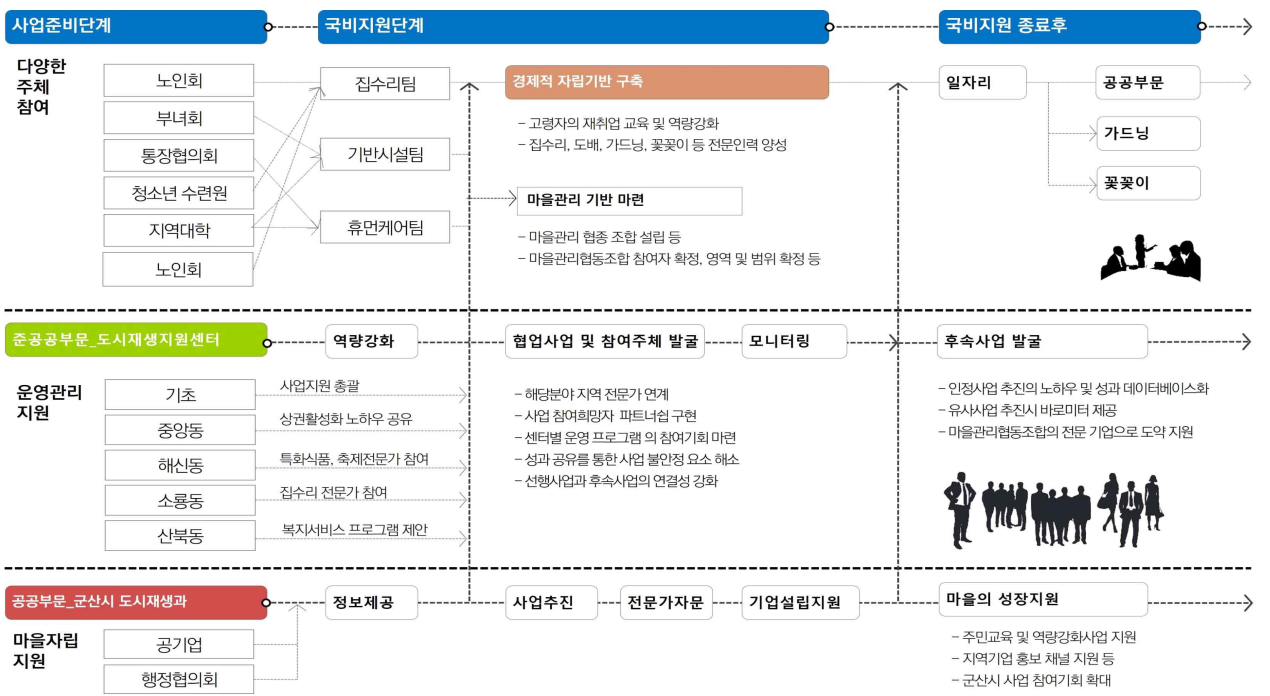 사업준비단계
국비지원단계
국비지원 종료후
다양한
주체
참여
노인회
부녀회
통장협의회
청소년 수련원
지역대학
노인회
집수리팀
기반시설팀
휴먼케어팀
경제적 자립기반 구축
– 고령자의 재취업 교육 및 역량강화
– 집수리, 도배, 가드닝, 꽃꽂이 등 전문인력 양성
마을관리 기반 마련
– 마을관리 협종 조합 설립 등
– 마을관리협동조합 참여자 확정, 영역 및 범위 확정 등
일자리
공공부문
가드닝
꽃꽂이
준공공부문_도시재생지원센터
역량강화
협업사업 및 참여주체 발굴
모니터링
후속사업 발굴
운영관리
지원
기초
중앙동
해신동
소룡동
산북동
사업지원 총괄
상권활성화 노하우 공유
특화식품, 축제전문가 참여
집수리 전문가 참여
복지서비스 프로그램 제안
– 해당분야 지역 전문가 연계
– 사업 참여희망자 파트너쉽 구현
– 센터별 운영 프로그램 의 참여기회 마련
– 성과 공유를 통한 사업 불안정 요소 해소
– 선행사업과 후속사업의 연결성 강화
– 인정사업 추진의 노하우 및 성과 데이터베이스화
– 유사사업 추진시 바로미터 제공
– 마을관리협동조합의 전문 기업으로 도약 지원
공공부문_군산시 도시재생과
정보제공
사업추진
전문가자문
기업설립지원
마을의 성장지원
마을자립
지원
공기업
행정협의회
– 주민교육 및 역량강화사업 지원
– 지역기업 홍보 채널 지원 등
– 군산시 사업 참여기회 확대